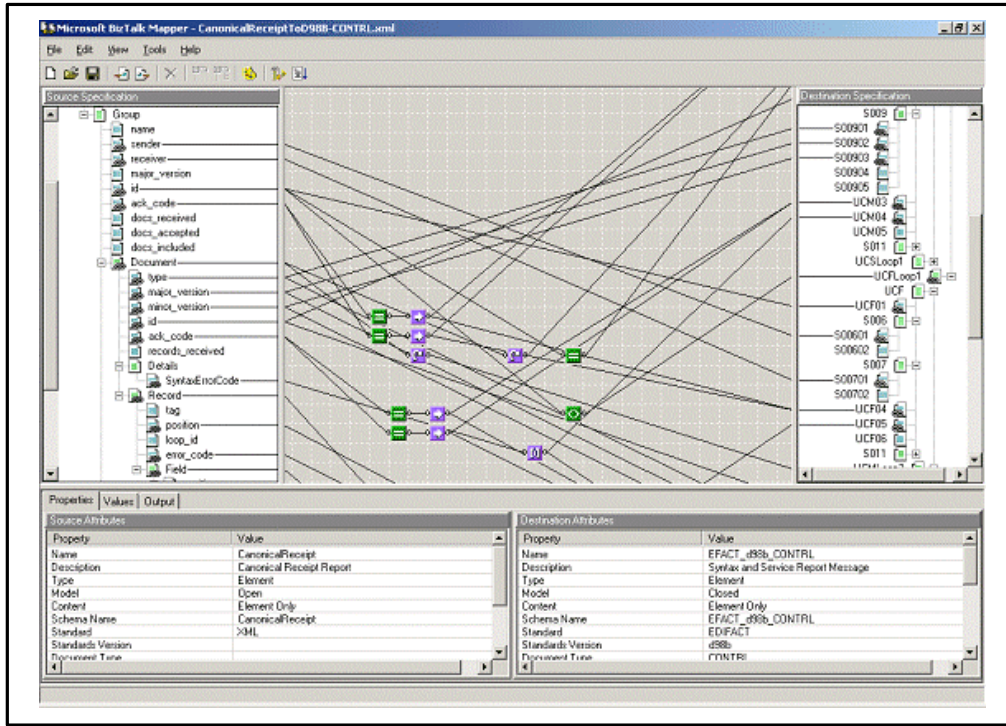 Microsoft BizTalk Mapper - CanonicalReceiptToD98B-CONTRL.xml
File Edit View Tools Help
Source Specification
Group
name
sender
receiver
major_version
id
ack_code
docs_received
docs_accepted
docs_included
Document
type
major_version
minor_version
id
ack_code
records_received
Details
SyntaxErrorCode
Record
tag
position
loop_id
error_code
Field
Destination Specification
S009
S00901
S00902
S00903
S00904
S00905
UCM03
UCM04
UCM05
S011
UCSLoop1
UCFLoop1
UCF
UCF01
S006
S00601
S00602
S007
S00701
S00702
UCF04
UCF05
UCF06
S011
Properties Values Output
Source Attributes
Property Value
Name CanonicalReceipt
Description Canonical Receipt Report
Type Element
Model Open
Content Element Only
Schema Name CanonicalReceipt
Standard XML
Standards Version
Document Type
Destination Attributes
Property Value
Name EFACT_d98b_CONTRL
Description Syntax and Service Report Message
Type Element
Model Closed
Content Element Only
Schema Name EFACT_d98b_CONTRL
Standard EDIFACT
Standards Version d98b
Document Type CONTRL